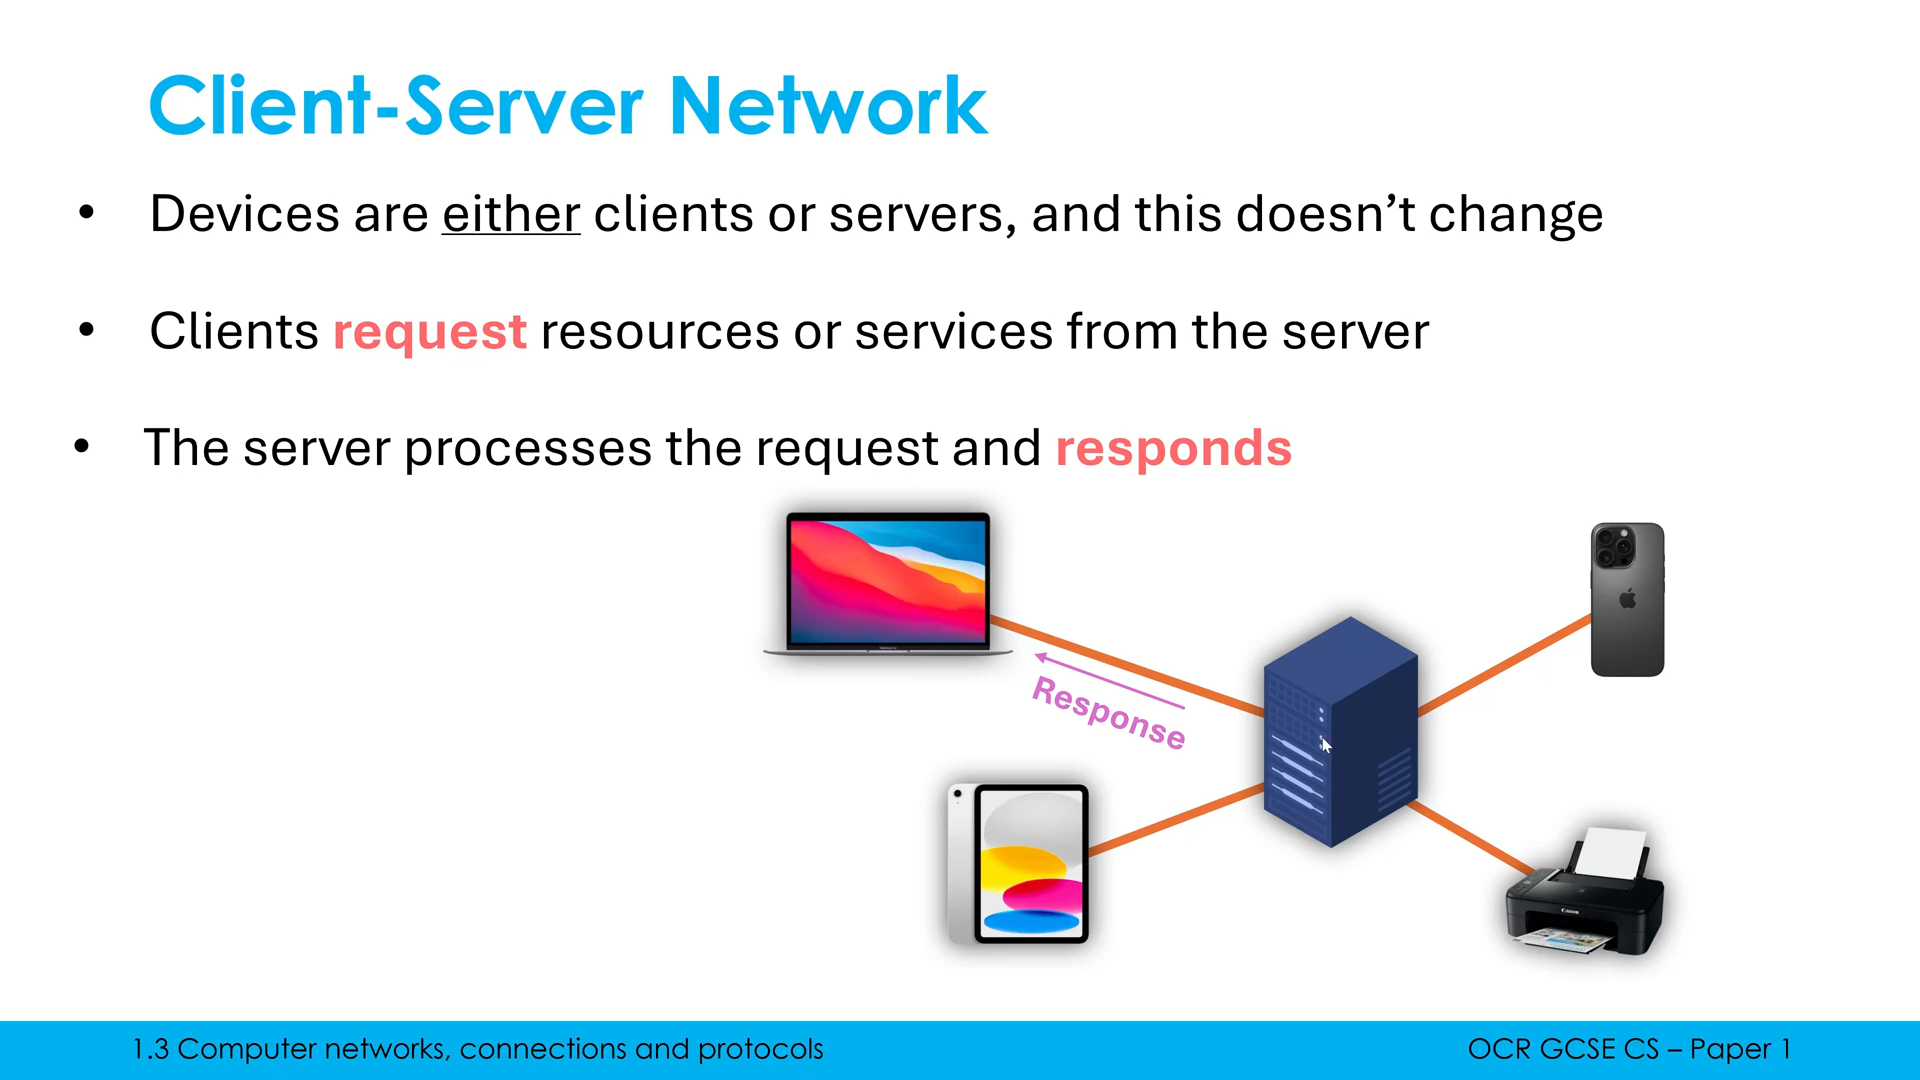 Client-Server Network
• Devices are either clients or servers, and this doesn’t change
• Clients request resources or services from the server
• The server processes the request and responds
Response
Canon
1.3 Computer networks, connections and protocols
OCR GCSE CS – Paper 1